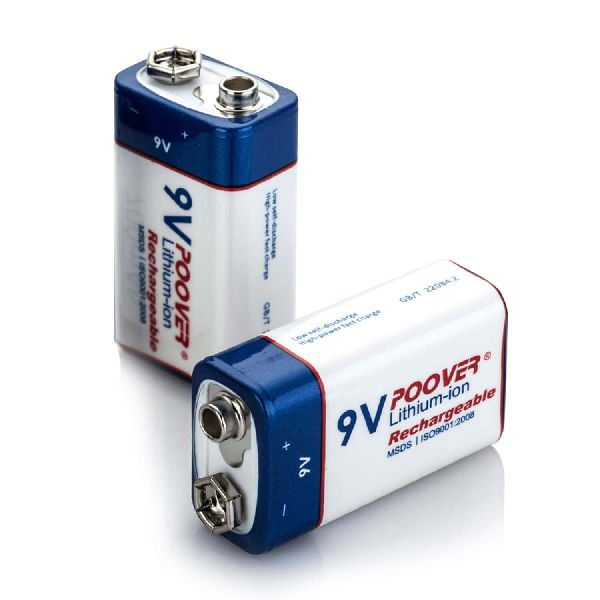 − +
9V
9V POOVER
Lithium-ion
Rechargeable
MSDS | ISO9001:2008
Low self-discharge
High-power fast charge
GB/T
Low self-discharge
High-power fast charge
GB/T 22084.2
9V POOVER ®
Lithium-ion
Rechargeable
MSDS | ISO9001:2008
+
9V
−